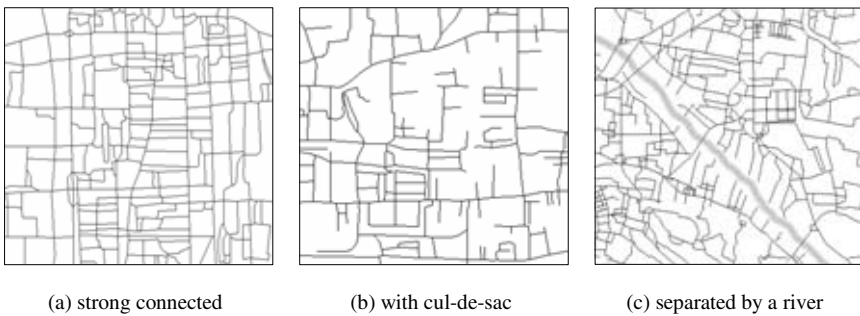 (a) strong connected
(b) with cul-de-sac
(c) separated by a river